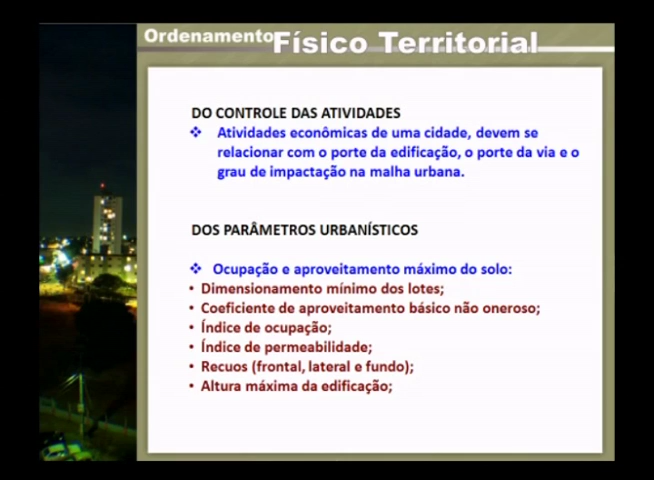 Ordenamento Físico Territorial
DO CONTROLE DAS ATIVIDADES
❖ Atividades econômicas de uma cidade, devem se
relacionar com o porte da edificação, o porte da via e o
grau de impactação na malha urbana.
DOS PARÂMETROS URBANÍSTICOS
❖ Ocupação e aproveitamento máximo do solo:
• Dimensionamento mínimo dos lotes;
• Coeficiente de aproveitamento básico não oneroso;
• Índice de ocupação;
• Índice de permeabilidade;
• Recuos (frontal, lateral e fundo);
• Altura máxima da edificação;